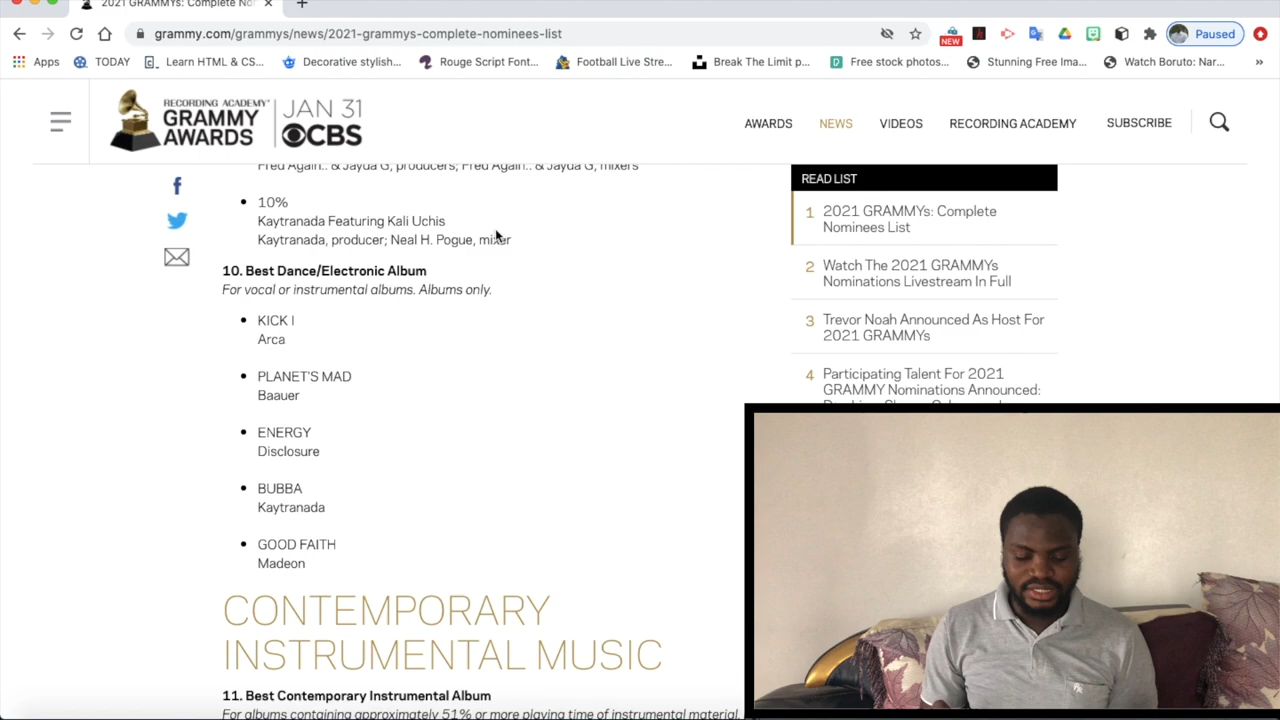 2021 GRAMMYs: Complete Nor
grammy.com/grammys/news/2021-grammys-complete-nominees-list
NEW
Paused
Apps
TODAY
Learn HTML & CS...
Decorative stylish...
Rouge Script Font...
Football Live Stre...
Break The Limit p...
Free stock photos...
Stunning Free Ima...
Watch Boruto: Nar...
»
RECORDING ACADEMY
GRAMMY
AWARDS
JAN 31
CBS
AWARDS
NEWS
VIDEOS
RECORDING ACADEMY
SUBSCRIBE
Fred Again.. & Jayda G, producers; Fred Again.. & Jayda G, mixers
10%
Kaytranada Featuring Kali Uchis
Kaytranada, producer; Neal H. Pogue, mixer
10. Best Dance/Electronic Album
For vocal or instrumental albums. Albums only.
KICK I
Arca
PLANET'S MAD
Baauer
ENERGY
Disclosure
BUBBA
Kaytranada
GOOD FAITH
Madeon
CONTEMPORARY
INSTRUMENTAL MUSIC
11. Best Contemporary Instrumental Album
For albums containing approximately 51% or more playing time of instrumental material.
READ LIST
1 2021 GRAMMYs: Complete
Nominees List
2 Watch The 2021 GRAMMYs
Nominations Livestream In Full
3 Trevor Noah Announced As Host For
2021 GRAMMYs
4 Participating Talent For 2021
GRAMMY Nominations Announced: